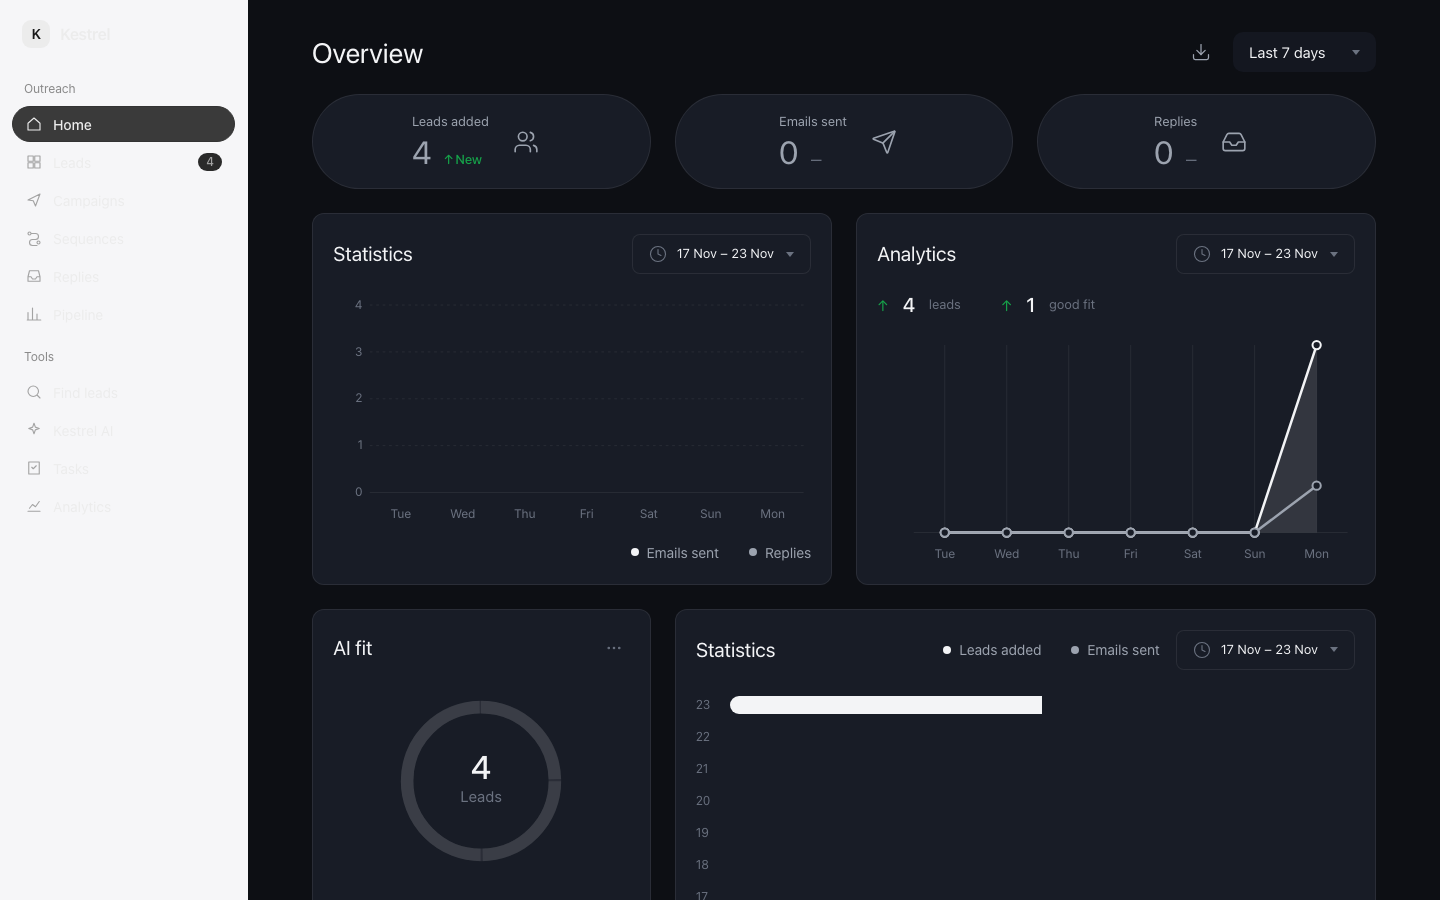 K Kestrel
Outreach
Home
Leads 4
Campaigns
Sequences
Replies
Pipeline
Tools
Find leads
Kestrel AI
Tasks
Analytics
Overview
Last 7 days
Leads added
4 ↑ New
Emails sent
0 –
Replies
0 –
Statistics
17 Nov – 23 Nov
4
3
2
1
0
Tue Wed Thu Fri Sat Sun Mon
Emails sent Replies
Analytics
17 Nov – 23 Nov
↑ 4 leads ↑ 1 good fit
Tue Wed Thu Fri Sat Sun Mon
AI fit
4
Leads
Statistics
Leads added Emails sent 17 Nov – 23 Nov
23
22
21
20
19
18
17